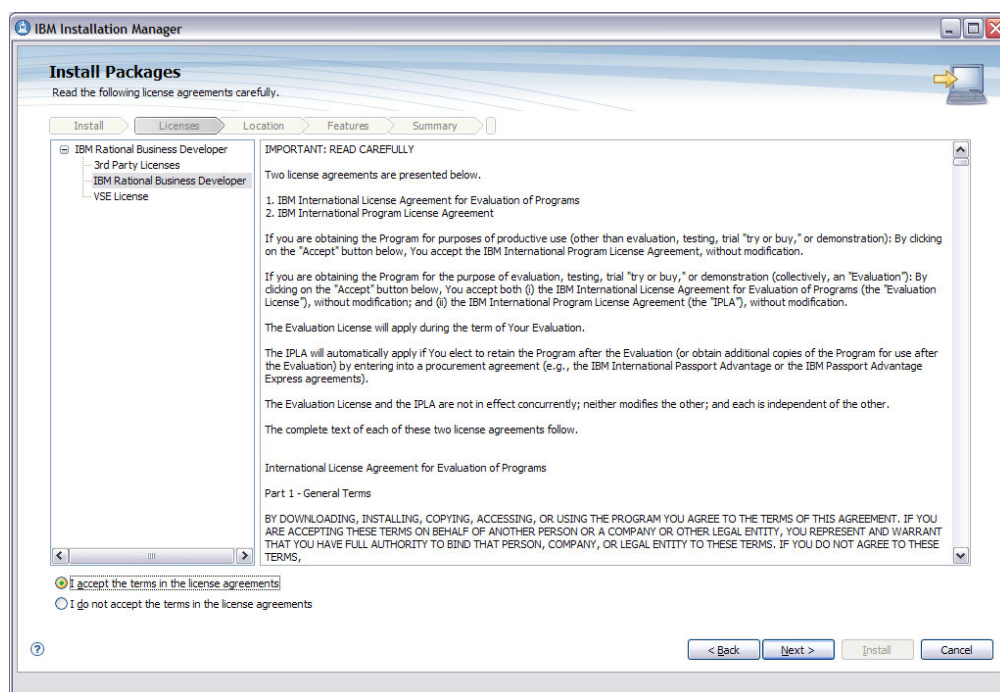 IBM Installation Manager
Install Packages
Read the following license agreements carefully.
Install
Licenses
Location
Features
Summary
IBM Rational Business Developer
3rd Party Licenses
IBM Rational Business Developer
VSE License
IMPORTANT: READ CAREFULLY
Two license agreements are presented below.
1. IBM International License Agreement for Evaluation of Programs
2. IBM International Program License Agreement
If you are obtaining the Program for purposes of productive use (other than evaluation, testing, trial "try or buy," or demonstration): By clicking
on the "Accept" button below, You accept the IBM International Program License Agreement, without modification.
If you are obtaining the Program for the purpose of evaluation, testing, trial "try or buy," or demonstration (collectively, an "Evaluation"): By
clicking on the "Accept" button below, You accept both (i) the IBM International License Agreement for Evaluation of Programs (the "Evaluation
License"), without modification; and (ii) the IBM International Program License Agreement (the "IPLA"), without modification.
The Evaluation License will apply during the term of Your Evaluation.
The IPLA will automatically apply if You elect to retain the Program after the Evaluation (or obtain additional copies of the Program for use after
the Evaluation) by entering into a procurement agreement (e.g., the IBM International Passport Advantage or the IBM Passport Advantage
Express agreements).
The Evaluation License and the IPLA are not in effect concurrently; neither modifies the other; and each is independent of the other.
The complete text of each of these two license agreements follow.
International License Agreement for Evaluation of Programs
Part 1 - General Terms
BY DOWNLOADING, INSTALLING, COPYING, ACCESSING, OR USING THE PROGRAM YOU AGREE TO THE TERMS OF THIS AGREEMENT. IF YOU
ARE ACCEPTING THESE TERMS ON BEHALF OF ANOTHER PERSON OR A COMPANY OR OTHER LEGAL ENTITY, YOU REPRESENT AND WARRANT
THAT YOU HAVE FULL AUTHORITY TO BIND THAT PERSON, COMPANY, OR LEGAL ENTITY TO THESE TERMS. IF YOU DO NOT AGREE TO THESE
TERMS,
I accept the terms in the license agreements
I do not accept the terms in the license agreements
?
< Back
Next >
Install
Cancel